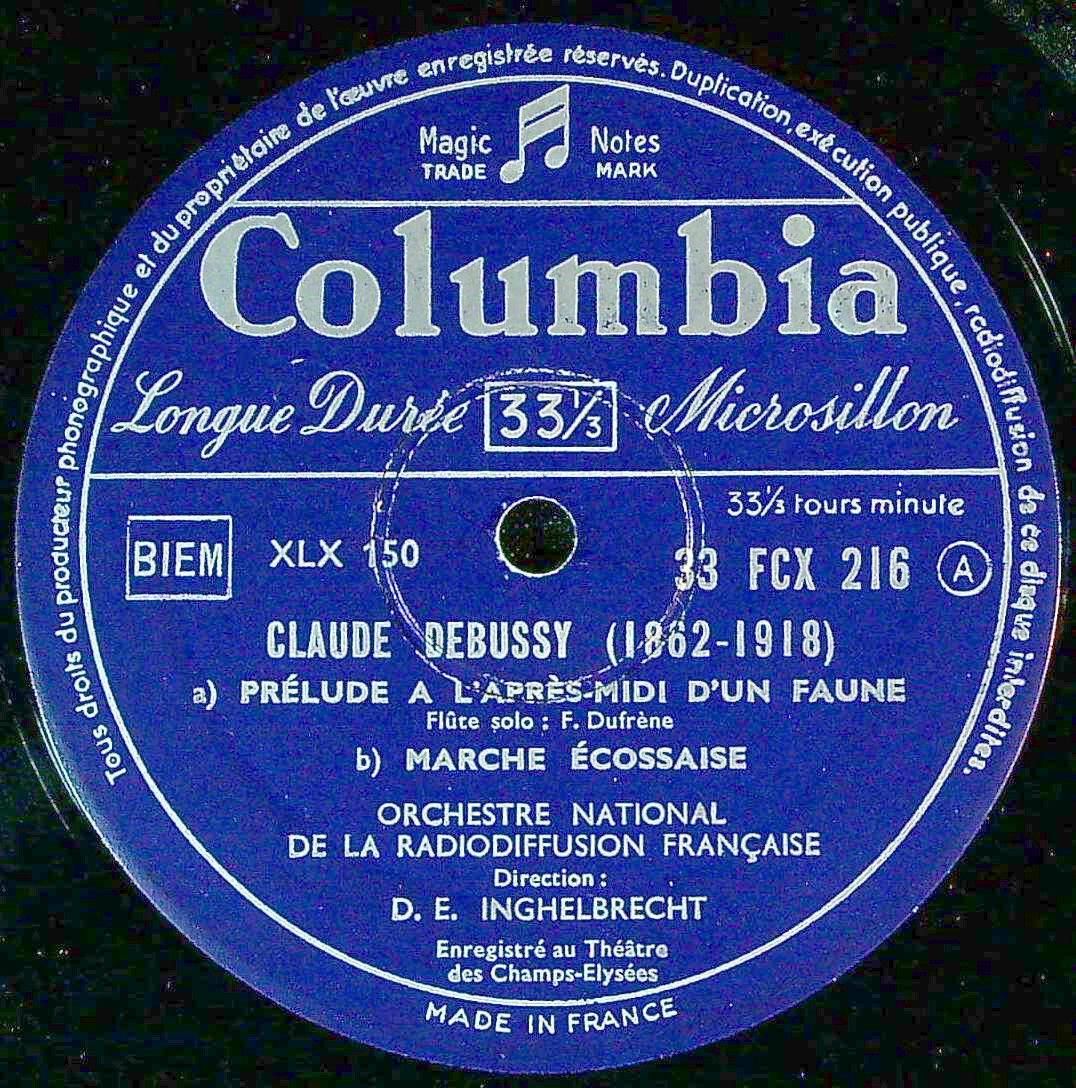 Tous droits du producteur phonographique et du propriétaire de l'œuvre enregistrée réservés. Duplication, exécution publique, radiodiffusion de ce disque interdites.
Magic Notes
TRADE MARK
Columbia
Longue Durée 33⅓ Microsillon
33⅓ tours minute
BIEM XLX 150 33 FCX 216 A
CLAUDE DEBUSSY (1862-1918)
a) PRÉLUDE A L'APRÈS-MIDI D'UN FAUNE
Flûte solo : F. Dufrène
b) MARCHE ÉCOSSAISE
ORCHESTRE NATIONAL
DE LA RADIODIFFUSION FRANÇAISE
Direction :
D. E. INGHELBRECHT
Enregistré au Théâtre
des Champs-Elysées
MADE IN FRANCE